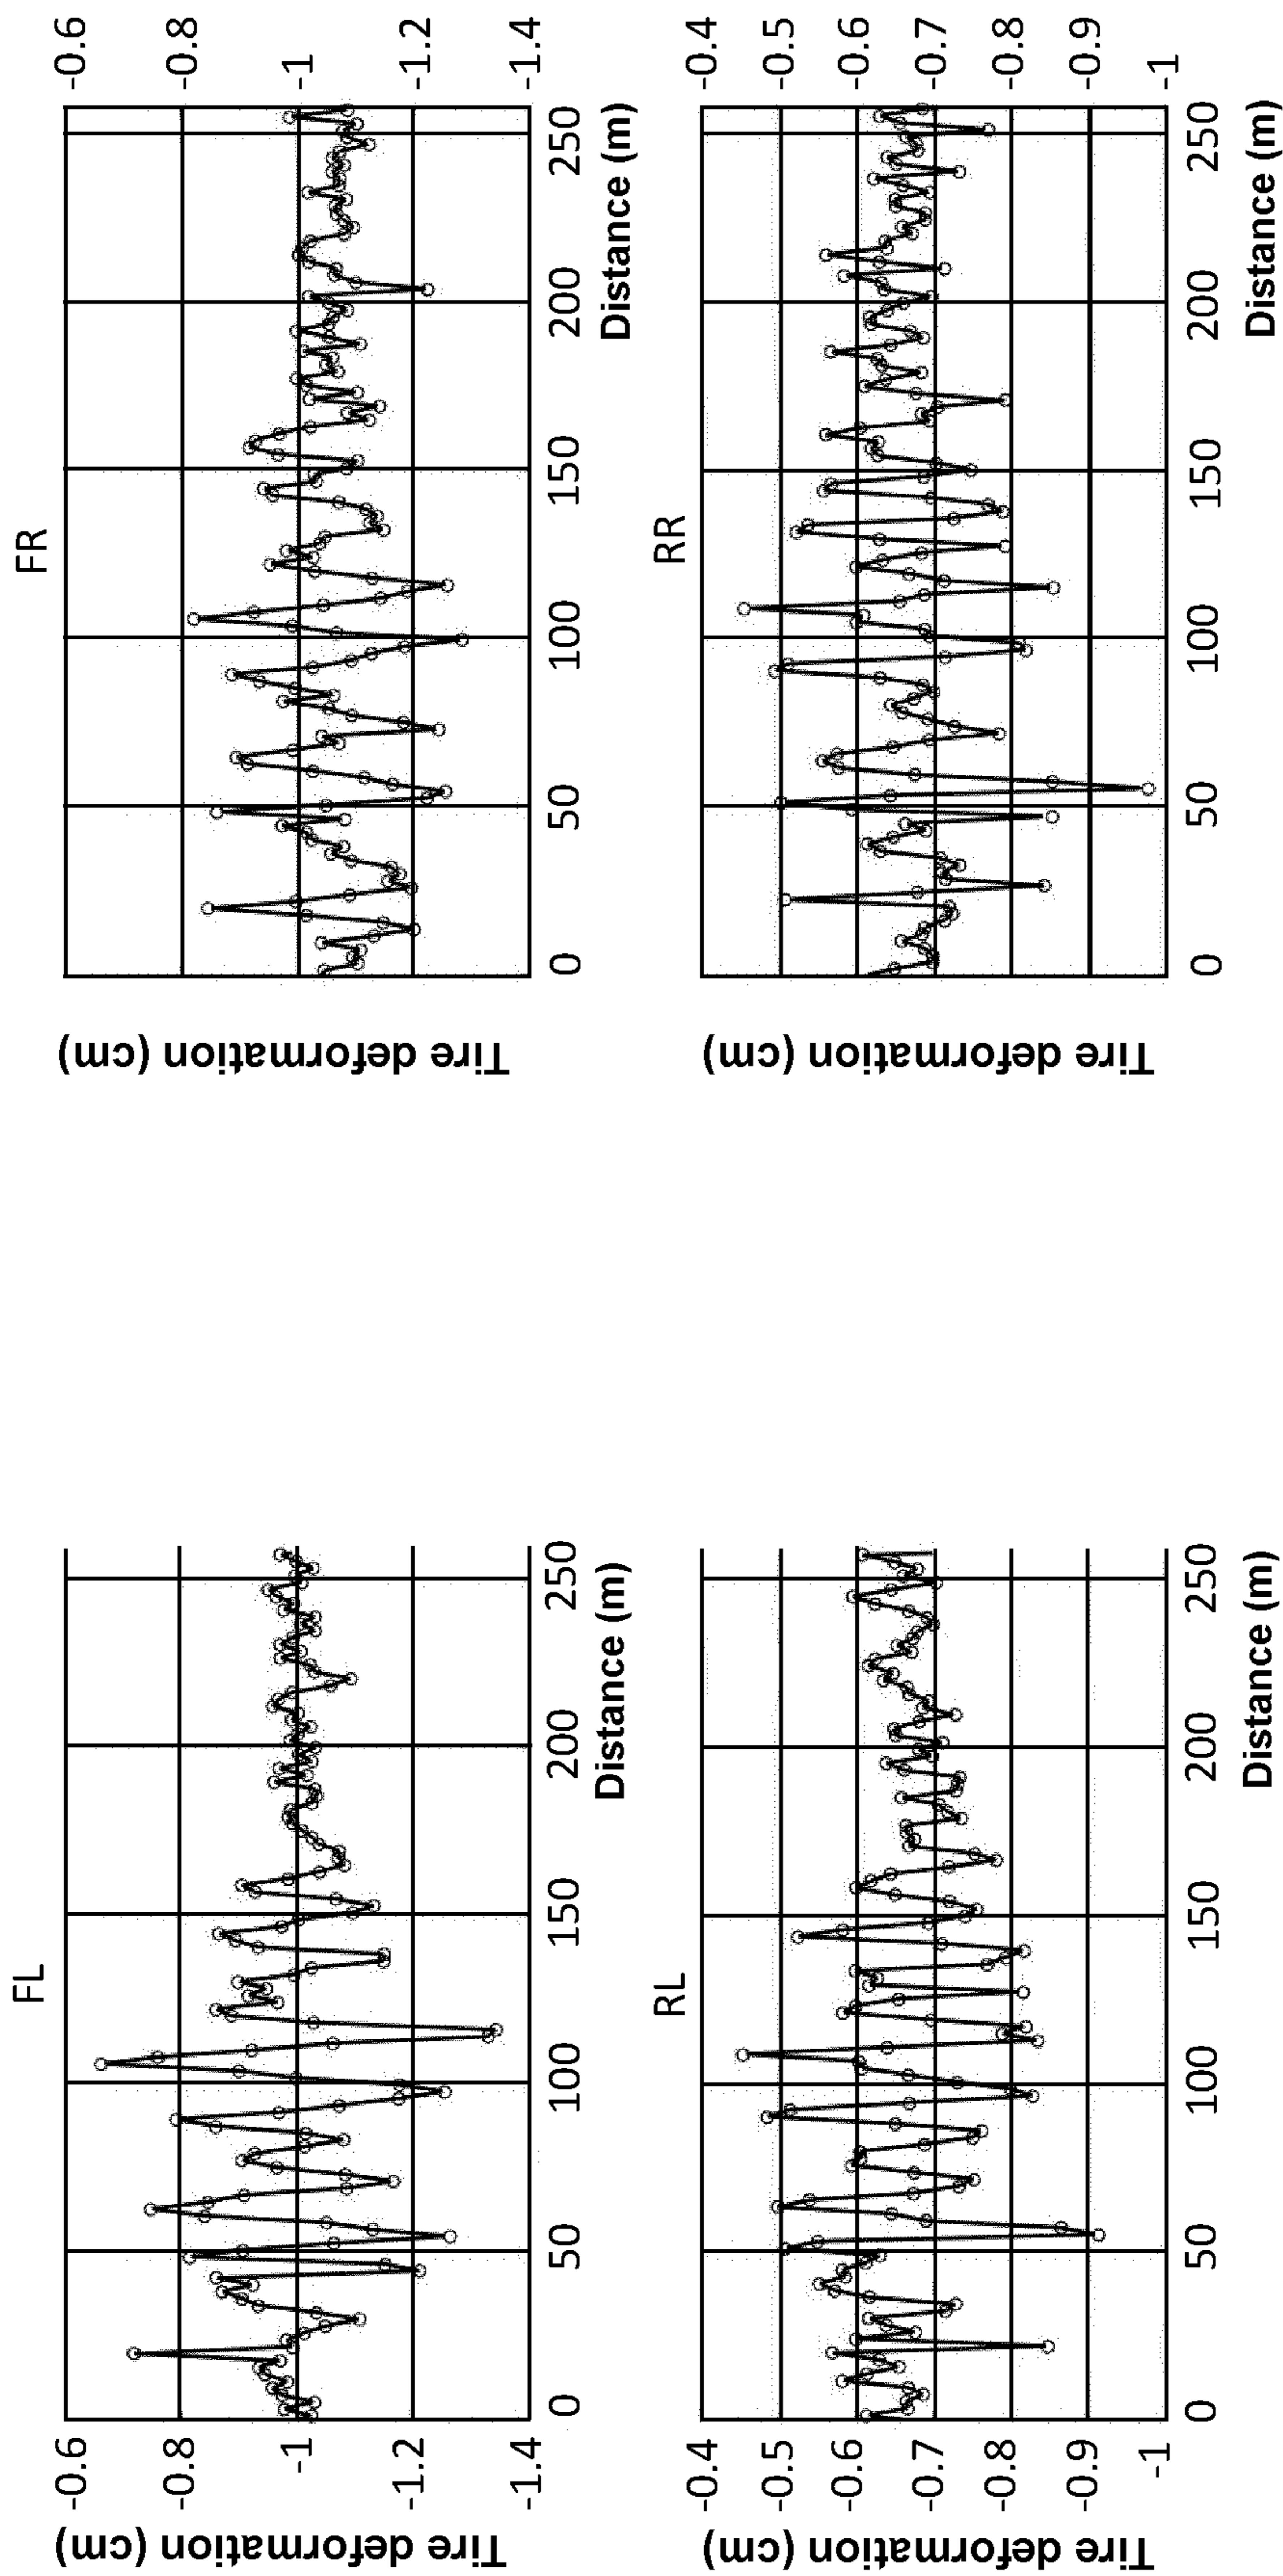 FL
Tire deformation (cm)
-0.6
-0.8
-1
-1.2
-1.4
0 50 100 150 200 250
Distance (m)
FR
Tire deformation (cm)
-0.6
-0.8
-1
-1.2
-1.4
0 50 100 150 200 250
Distance (m)
RL
Tire deformation (cm)
-0.4
-0.5
-0.6
-0.7
-0.8
-0.9
-1
0 50 100 150 200 250
Distance (m)
RR
Tire deformation (cm)
-0.4
-0.5
-0.6
-0.7
-0.8
-0.9
-1
0 50 100 150 200 250
Distance (m)